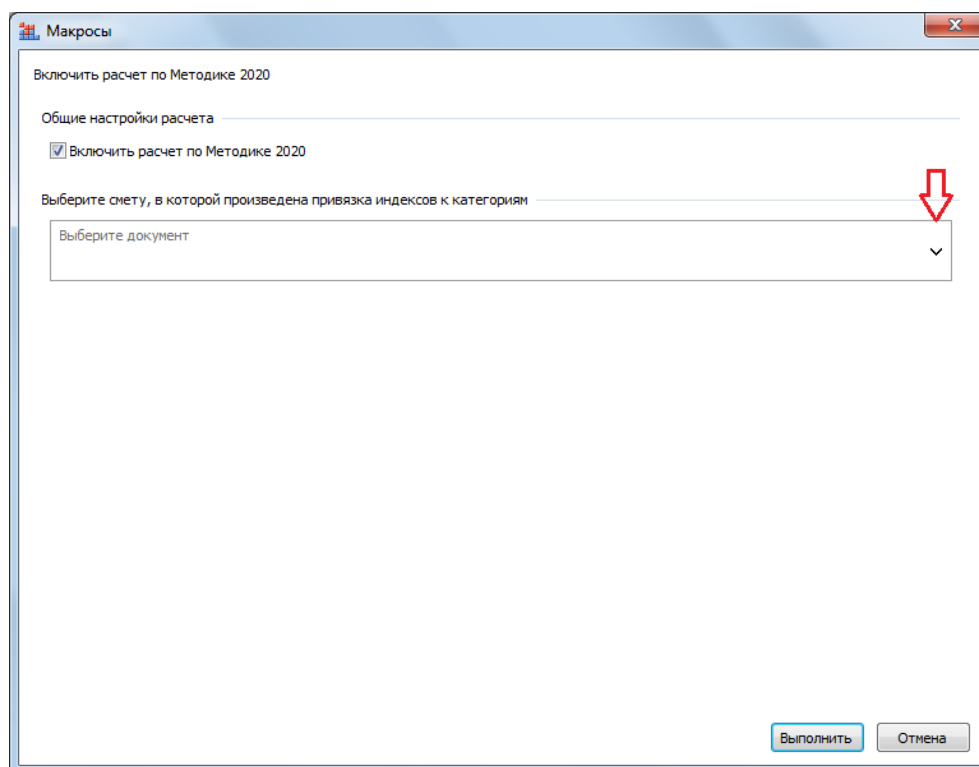 Макросы
Включить расчет по Методике 2020
Общие настройки расчета
Включить расчет по Методике 2020
Выберите смету, в которой произведена привязка индексов к категориям
Выберите документ
Выполнить
Отмена